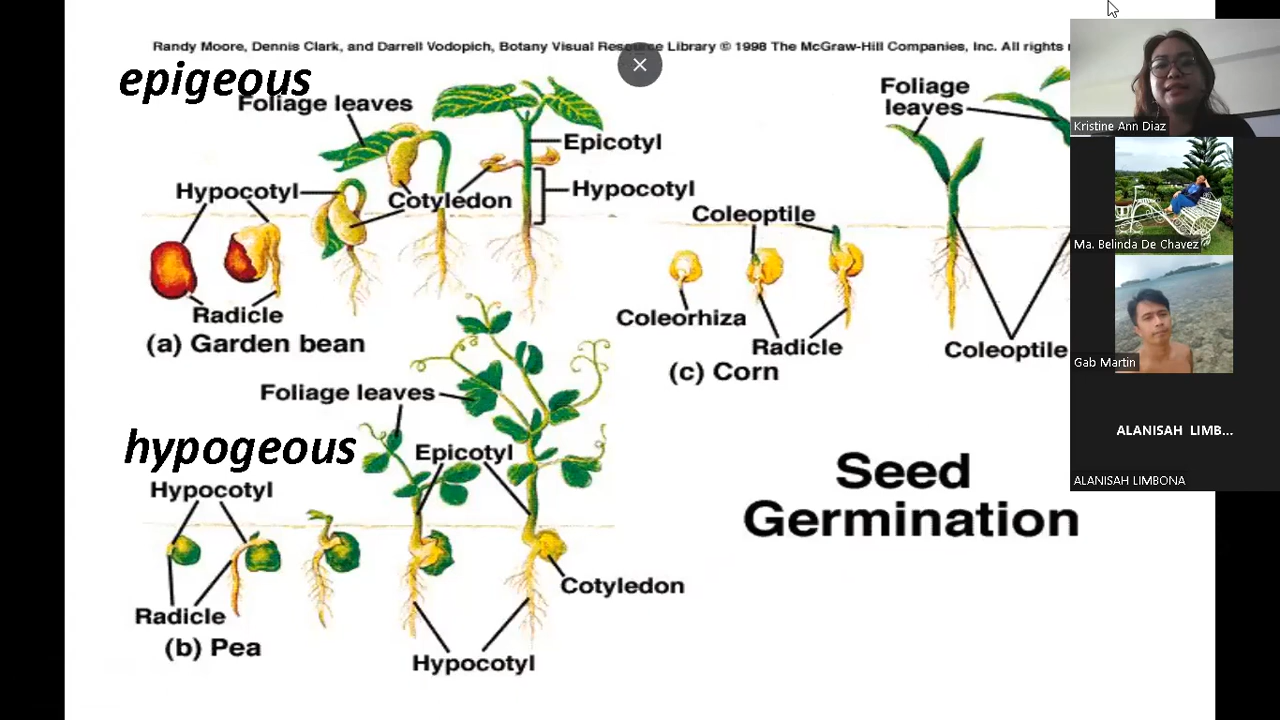 Randy Moore, Dennis Clark, and Darrell Vodopich, Botany Visual Resource Library © 1998 The McGraw-Hill Companies, Inc. All rights
epigeous
Foliage leaves
Epicotyl
Hypocotyl
Hypocotyl
Cotyledon
Radicle
(a) Garden bean
Foliage
leaves
Coleoptile
Coleorhiza
Radicle
Coleoptile
(c) Corn
Foliage leaves
hypogeous
Epicotyl
Hypocotyl
Cotyledon
Radicle
(b) Pea
Hypocotyl
Seed
Germination
Kristine Ann Diaz
Ma. Belinda De Chavez
Gab Martin
ALANISAH LIMB...
ALANISAH LIMBONA